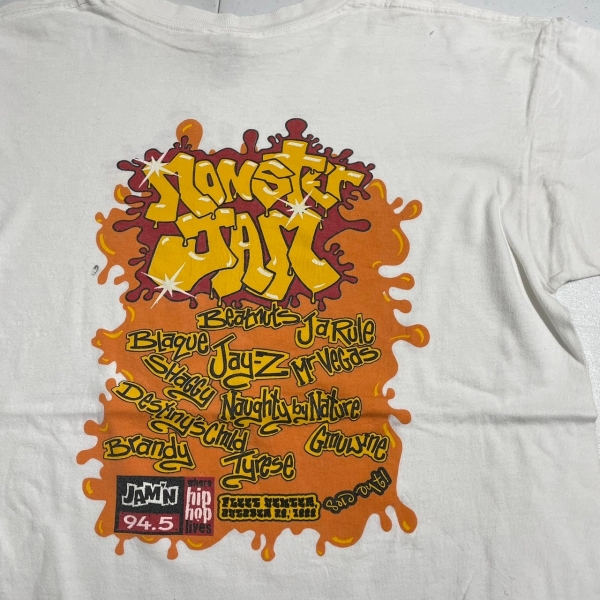 MONSTER
JAM
Beatnuts
Ja Rule
Blaque
Jay-Z
Mr Vegas
Shaggy
Naughty by Nature
Destiny's Child
Ginuwine
Brandy
Tyrese
JAM'N
94.5
where
hip
hop
lives
FLEET CENTER,
Sold out!